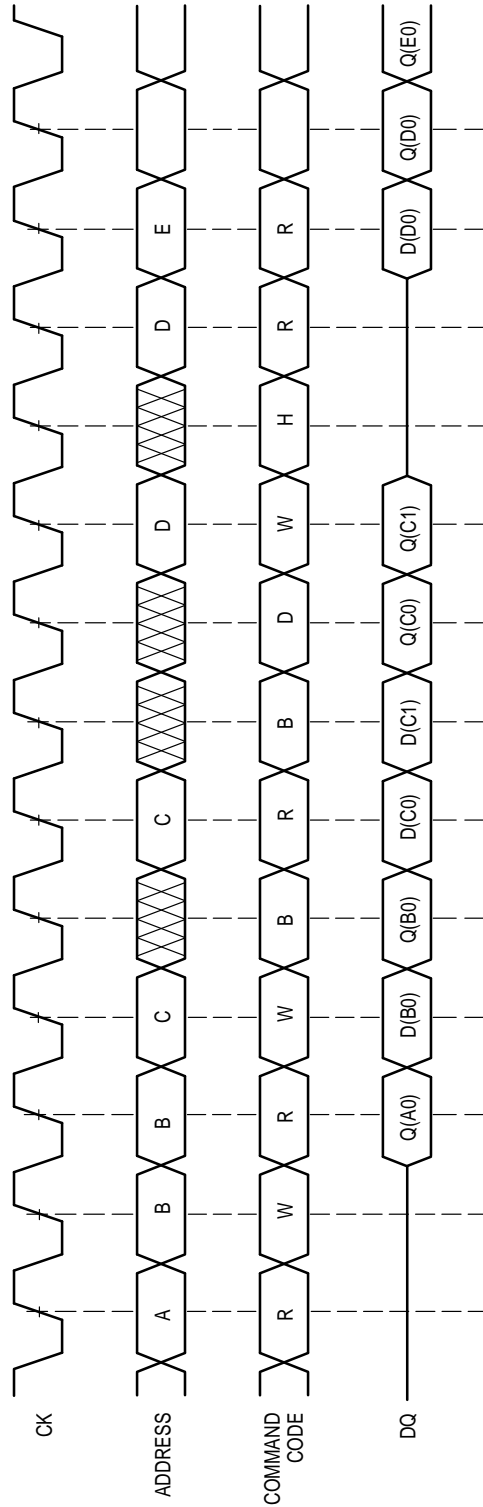 CK
ADDRESS
A
B
B
C
C
D
D
E
COMMAND
CODE
R
W
R
W
B
R
B
D
W
H
R
R
DQ
Q(A0)
D(B0)
Q(B0)
D(C0)
D(C1)
Q(C0)
Q(C1)
D(D0)
Q(D0)
Q(E0)